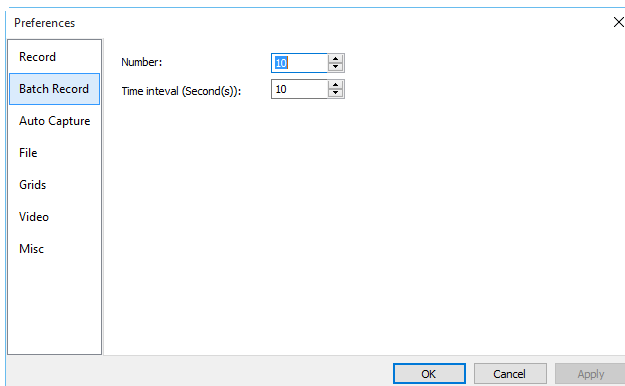 Preferences
Record
Batch Record
Auto Capture
File
Grids
Video
Misc
Number: 10
Time inteval (Second(s)): 10
OK Cancel Apply